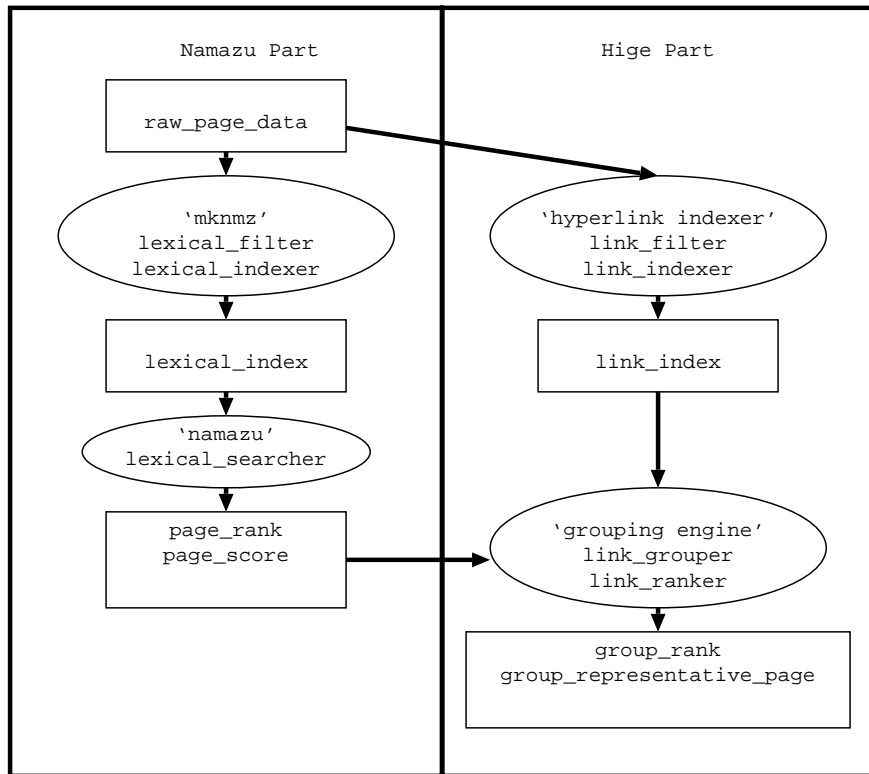 Namazu Part
raw_page_data
‘mknmz’
lexical_filter
lexical_indexer
lexical_index
‘namazu’
lexical_searcher
page_rank
page_score
Hige Part
‘hyperlink indexer’
link_filter
link_indexer
link_index
‘grouping engine’
link_grouper
link_ranker
group_rank
group_representative_page